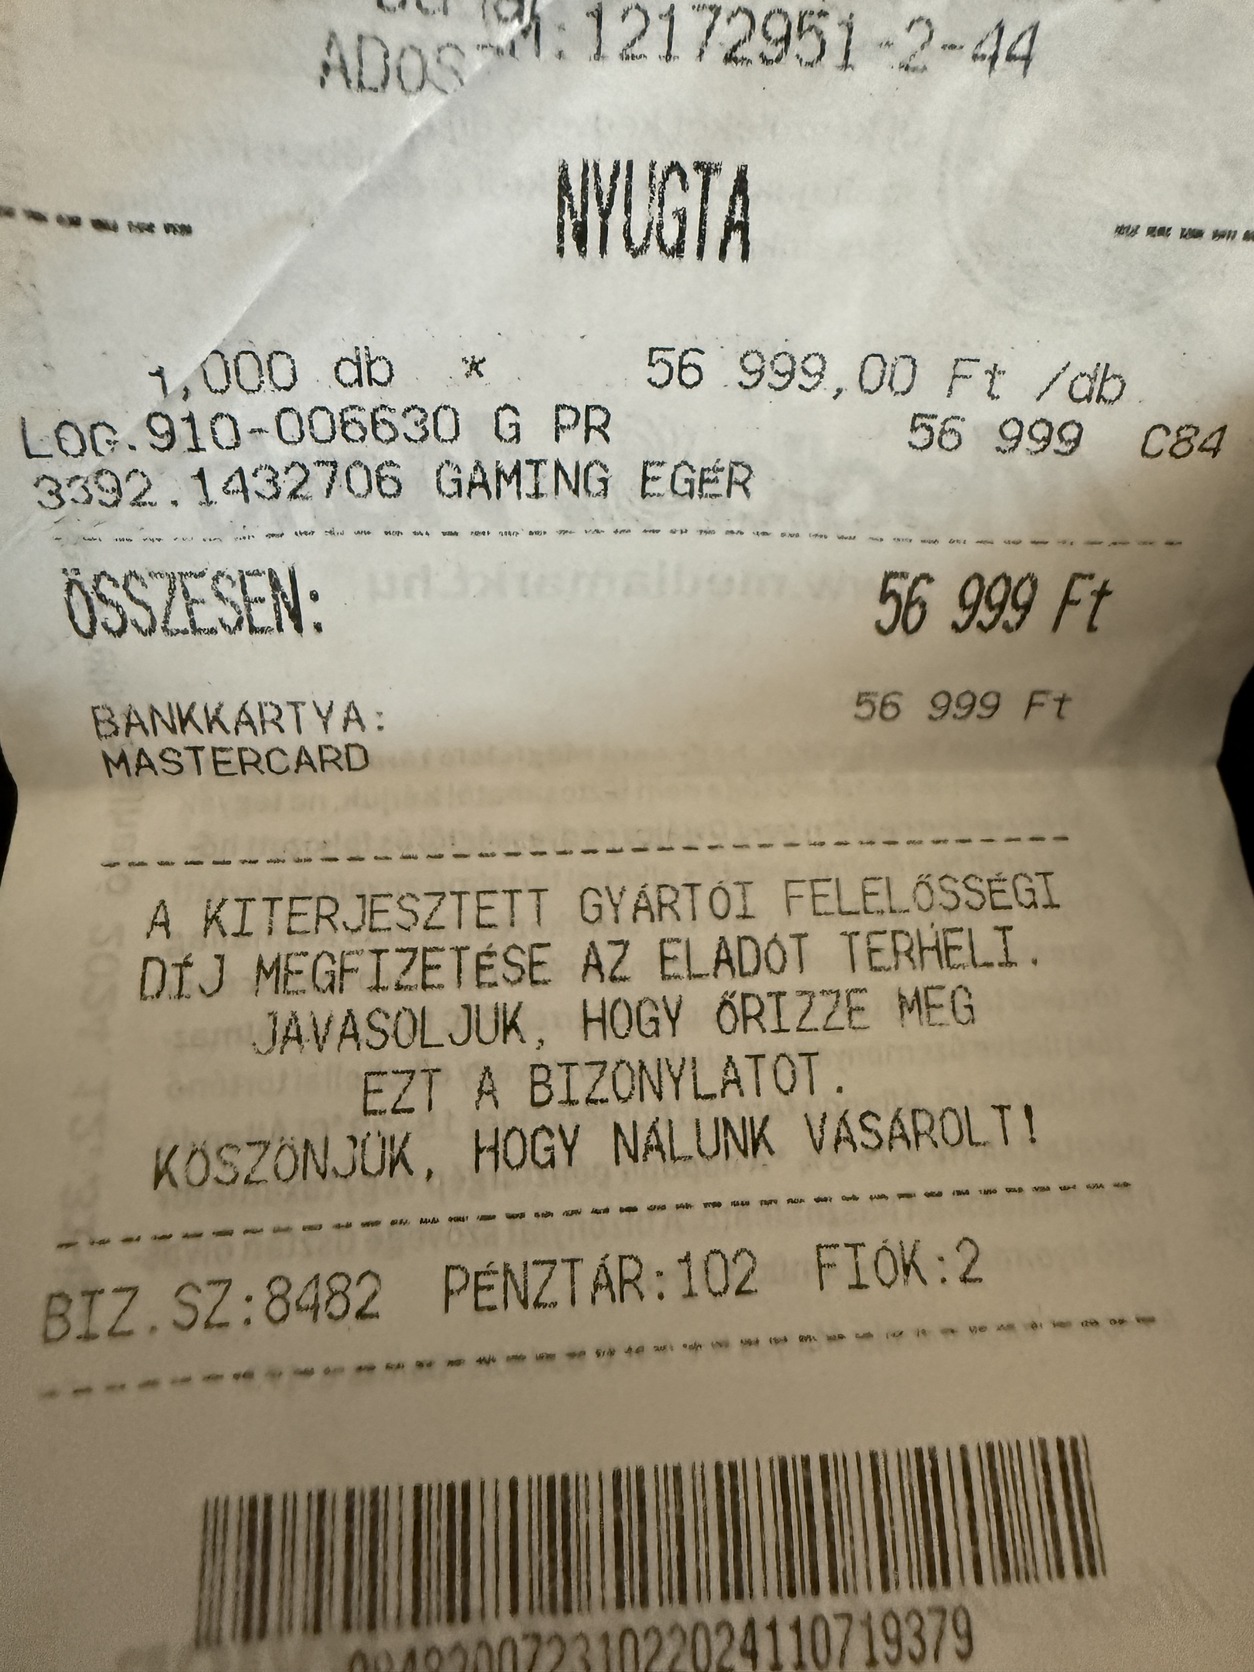 12172951-2-44
NYUGTA
1,000 db * 56 999,00 Ft /db
LOG.910-006630 G PR 56 999 C84
3392.1432706 GAMING EGÉR
ÖSSZESEN: 56 999 Ft
BANKKÁRTYA: 56 999 Ft
MASTERCARD
A KITERJESZTETT GYÁRTÓI FELELŐSSÉGI
DÍJ MEGFIZETÉSE AZ ELADÓT TERHELI.
JAVASOLJUK, HOGY ŐRIZZE MEG
EZT A BIZONYLATOT.
KÖSZÖNJÜK, HOGY NÁLUNK VÁSÁROLT!
BIZ.SZ:8482 PÉNZTÁR:102 FIÓK:2